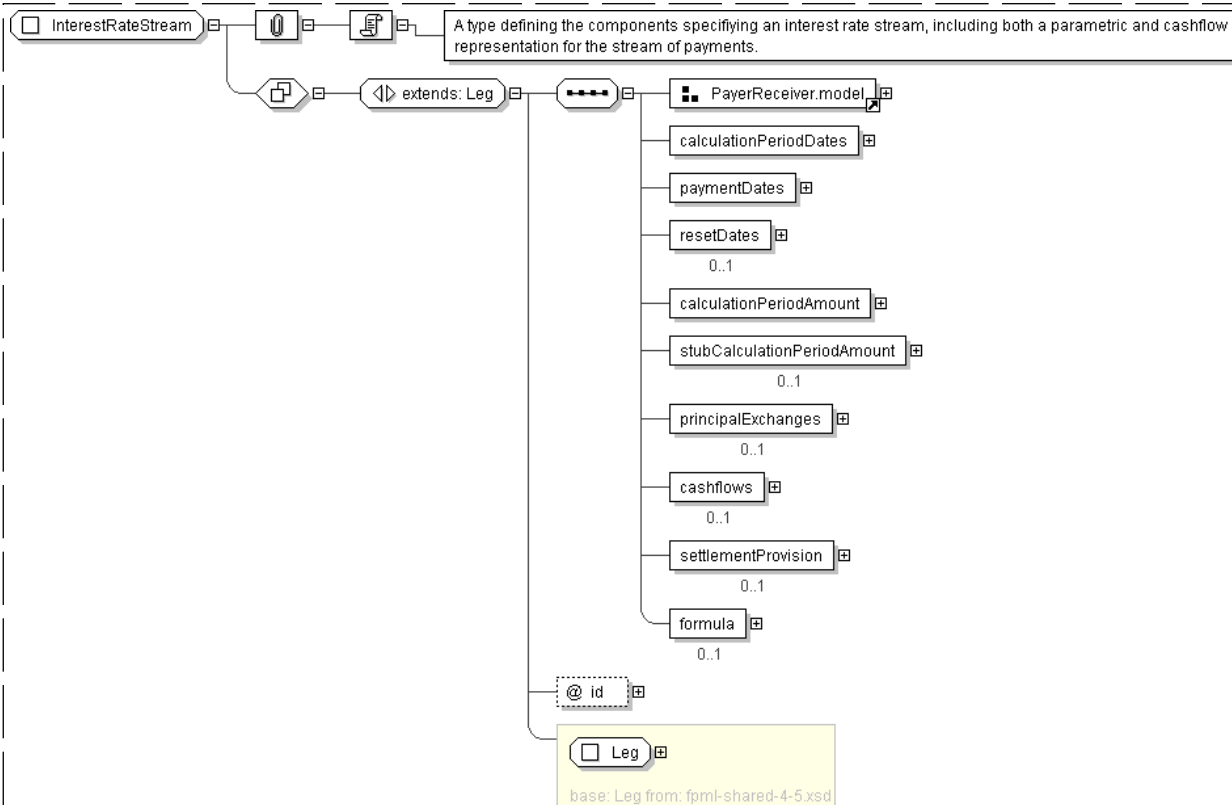 InterestRateStream
A type defining the components specifiying an interest rate stream, including both a parametric and cashflow
representation for the stream of payments.
extends: Leg
PayerReceiver.model
calculationPeriodDates
paymentDates
resetDates
0..1
calculationPeriodAmount
stubCalculationPeriodAmount
0..1
principalExchanges
0..1
cashflows
0..1
settlementProvision
0..1
formula
0..1
@ id
Leg
base: Leg from: fpml-shared-4-5.xsd